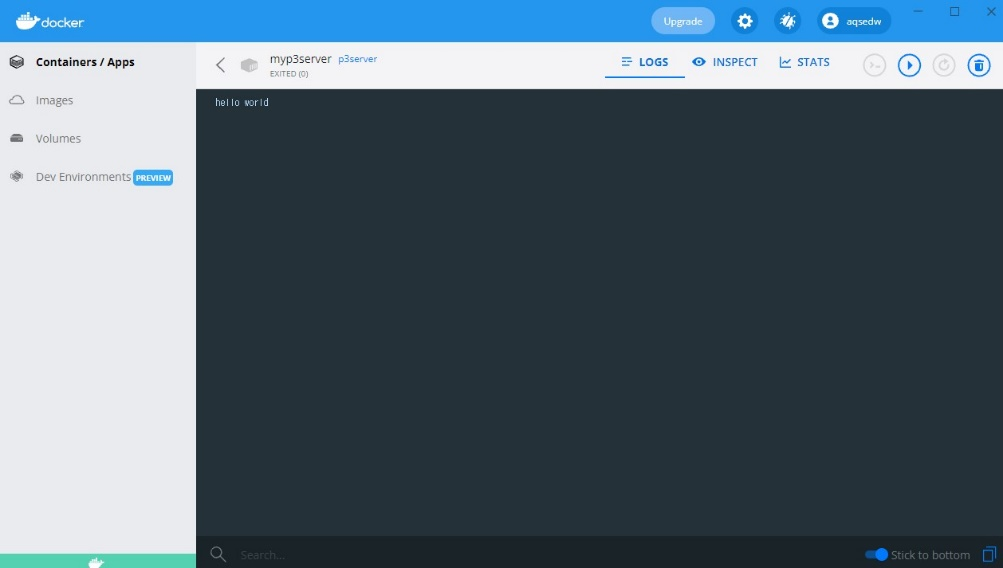 docker
Upgrade
aqsedw
Containers / Apps
Images
Volumes
Dev Environments PREVIEW
myp3server p3server
EXITED (0)
LOGS
INSPECT
STATS
hello world
Search...
Stick to bottom